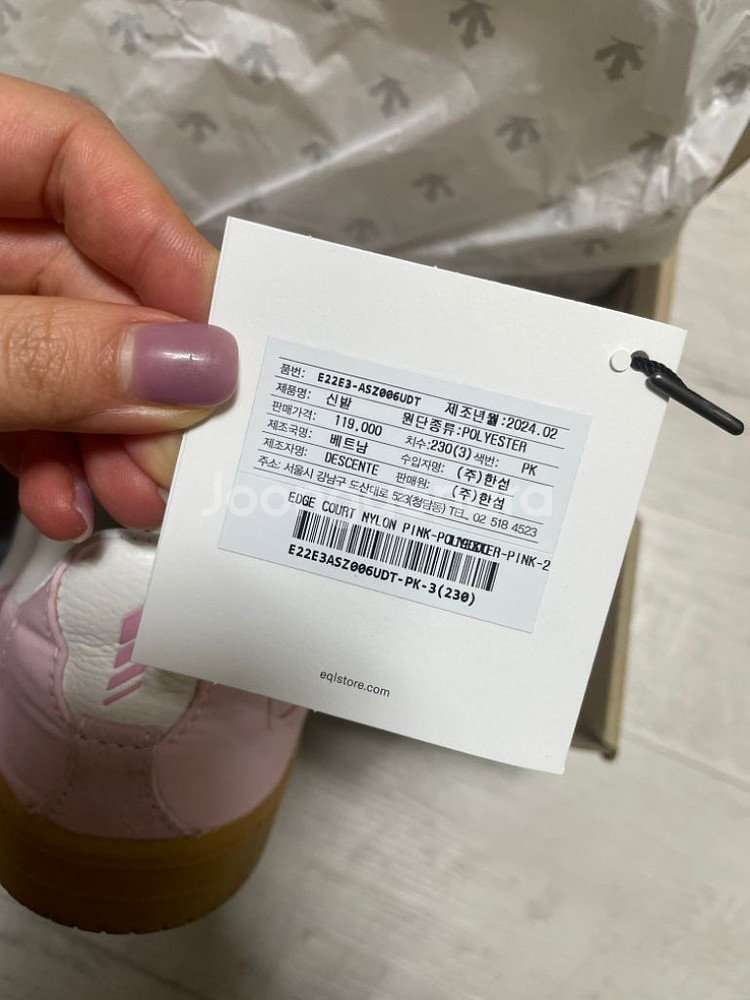 품번: E22E3-ASZ006UDT 제조년월:2024.02
제품명: 신발 원단종류:POLYESTER
판매가격: 119,000 치수:230(3) 색번: PK
제조국명: 베트남 수입자명: (주)한섬
제조자명: DESCENTE 판매원: (주)한섬
주소: 서울시 강남구 도산대로 523(청담동) TEL. 02 518 4523
EDGE COURT NYLON PINK-PINK-2
E22E3ASZ006UDT-PK-3(230)
eqlstore.com